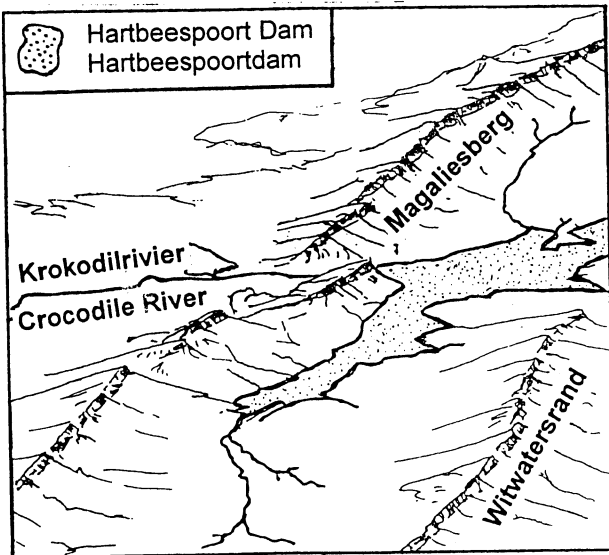 Hartbeespoort Dam
Hartbeespoortdam
Magaliesberg
Krokodilrivier
Crocodile River
Witwatersrand